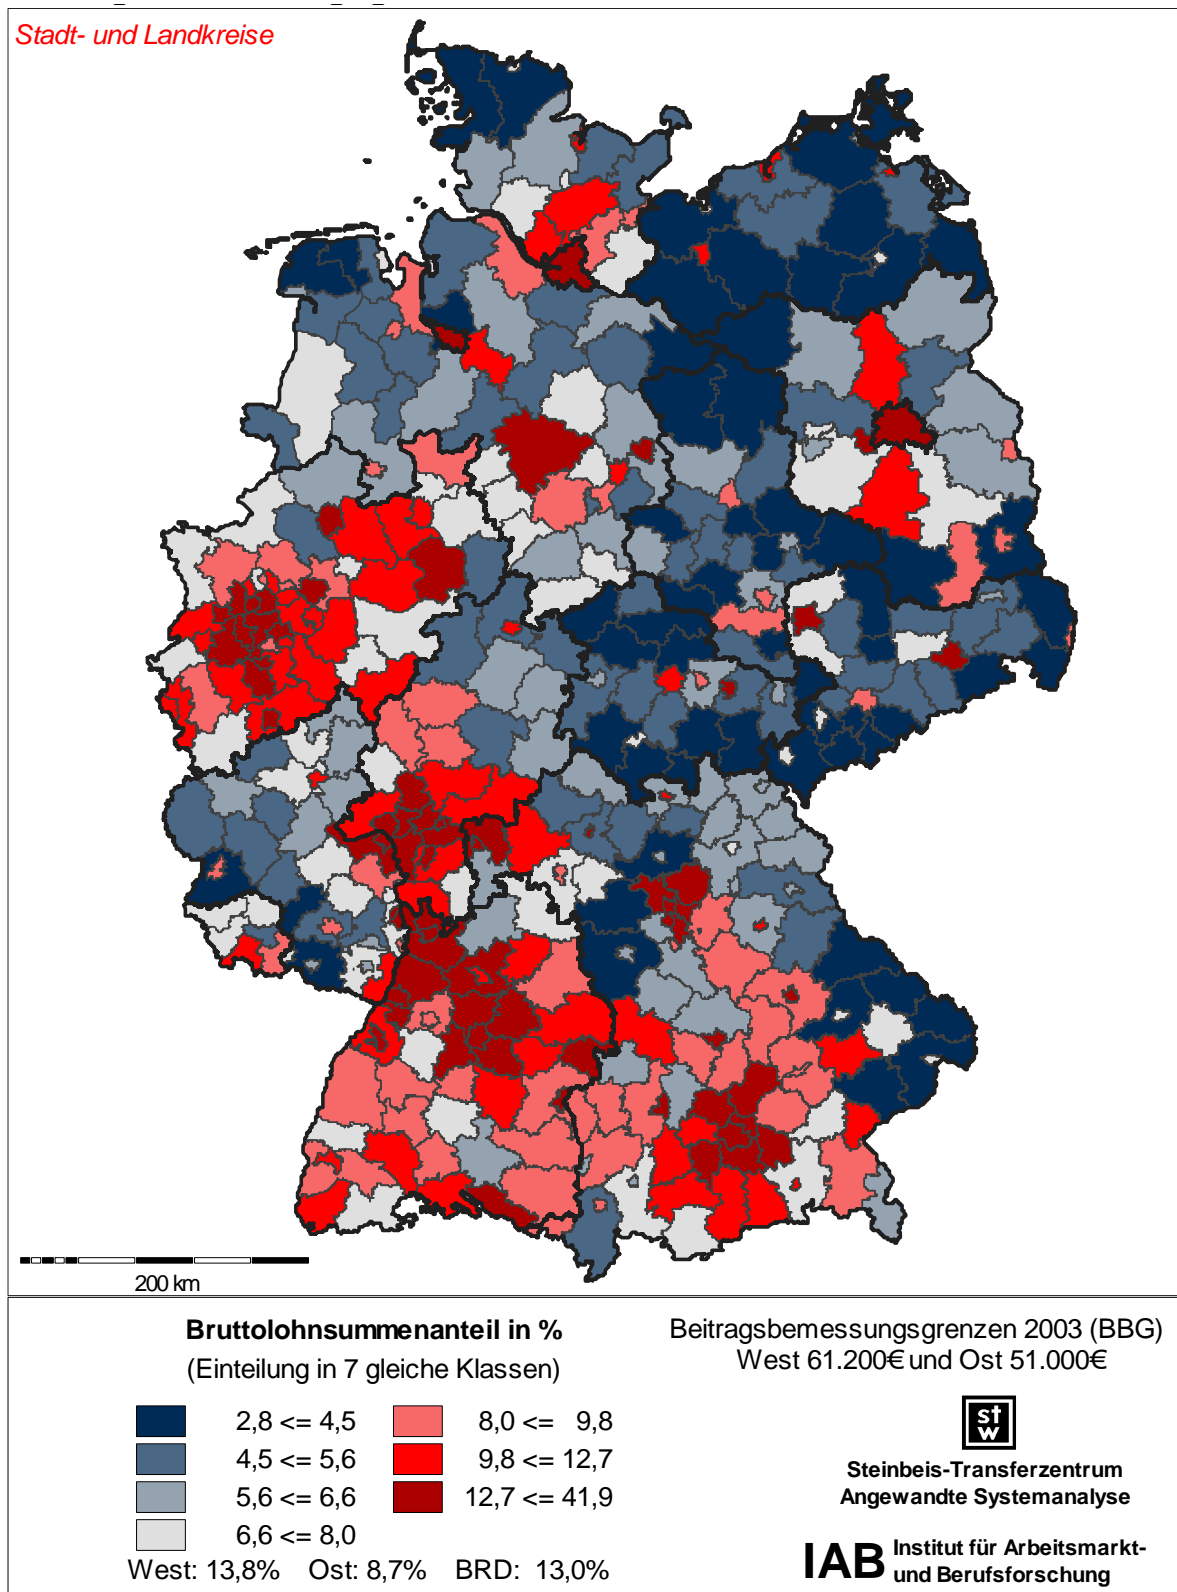 Stadt- und Landkreise
200 km
Bruttolohnsummenanteil in %
(Einteilung in 7 gleiche Klassen)
2,8 <= 4,5
4,5 <= 5,6
5,6 <= 6,6
6,6 <= 8,0
8,0 <= 9,8
9,8 <= 12,7
12,7 <= 41,9
West: 13,8% Ost: 8,7% BRD: 13,0%
Beitragsbemessungsgrenzen 2003 (BBG)
West 61.200€ und Ost 51.000€
st
w
Steinbeis-Transferzentrum
Angewandte Systemanalyse
IAB Institut für Arbeitsmarkt-
und Berufsforschung